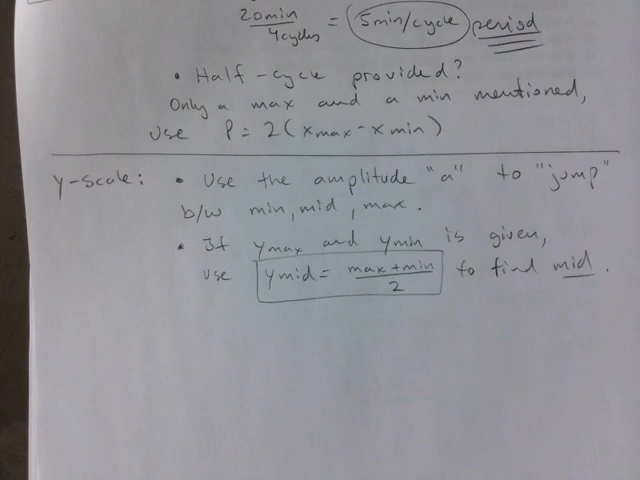 20min/4cycles = 5min/cycle period
• Half-cycle provided?
Only a max and a min mentioned,
use P = 2(xmax - xmin)
y-scale: • Use the amplitude "a" to "jump"
b/w min, mid, max.
• If ymax and ymin is given,
use ymid = max+min/2 to find mid.